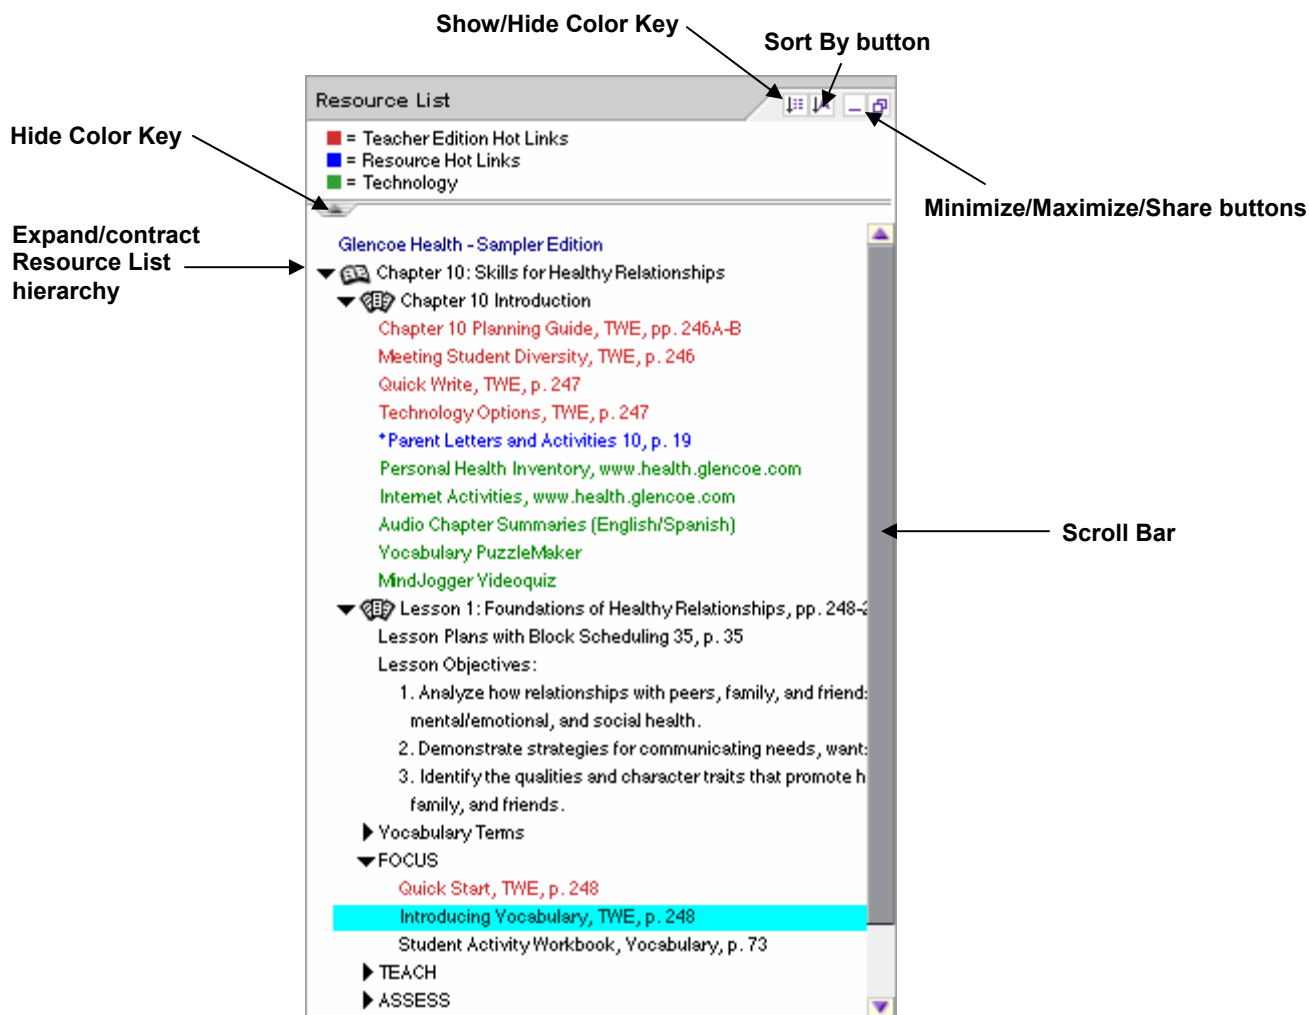 Show/Hide Color Key
Sort By button
Resource List
Hide Color Key
= Teacher Edition Hot Links
= Resource Hot Links
= Technology
Minimize/Maximize/Share buttons
Expand/contract
Resource List
hierarchy
Glencoe Health - Sampler Edition
Chapter 10: Skills for Healthy Relationships
Chapter 10 Introduction
Chapter 10 Planning Guide, TWE, pp. 246A-B
Meeting Student Diversity, TWE, p. 246
Quick Write, TWE, p. 247
Technology Options, TWE, p. 247
*Parent Letters and Activities 10, p. 19
Personal Health Inventory, www.health.glencoe.com
Internet Activities, www.health.glencoe.com
Audio Chapter Summaries (English/Spanish)
Scroll Bar
Vocabulary PuzzleMaker
MindJogger Videoquiz
Lesson 1: Foundations of Healthy Relationships, pp. 248-2
Lesson Plans with Block Scheduling 35, p. 35
Lesson Objectives:
1. Analyze how relationships with peers, family, and friend
mental/emotional, and social health.
2. Demonstrate strategies for communicating needs, want
3. Identify the qualities and character traits that promote h
family, and friends.
Vocabulary Terms
FOCUS
Quick Start, TWE, p. 248
Introducing Vocabulary, TWE, p. 248
Student Activity Workbook, Vocabulary, p. 73
TEACH
ASSESS